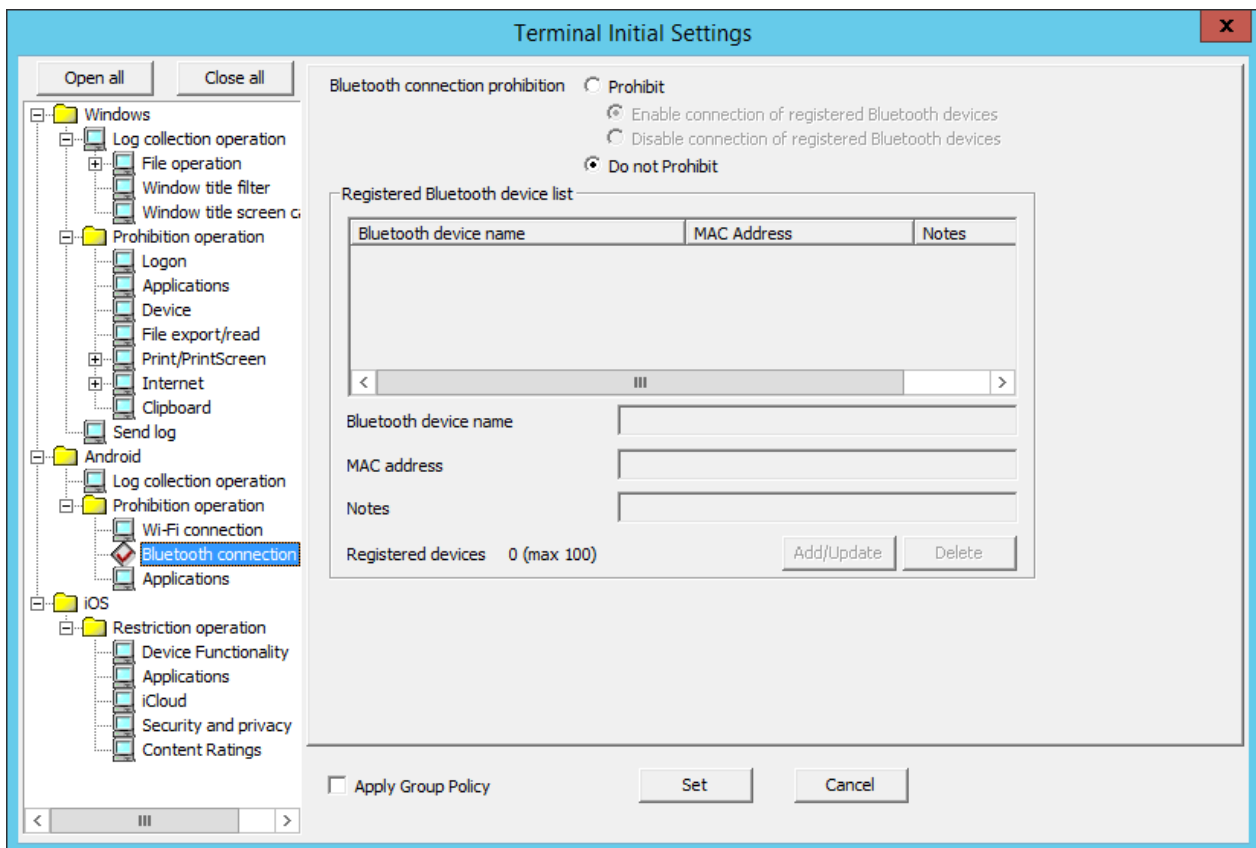 Terminal Initial Settings
x
Open all
Close all
Windows
Log collection operation
File operation
Window title filter
Window title screen ca
Prohibition operation
Logon
Applications
Device
File export/read
Print/PrintScreen
Internet
Clipboard
Send log
Android
Log collection operation
Prohibition operation
Wi-Fi connection
Bluetooth connection
Applications
iOS
Restriction operation
Device Functionality
Applications
iCloud
Security and privacy
Content Ratings
Bluetooth connection prohibition
Prohibit
Enable connection of registered Bluetooth devices
Disable connection of registered Bluetooth devices
Do not Prohibit
Registered Bluetooth device list
Bluetooth device name
MAC Address
Notes
Bluetooth device name
MAC address
Notes
Registered devices 0 (max 100)
Add/Update
Delete
Apply Group Policy
Set
Cancel